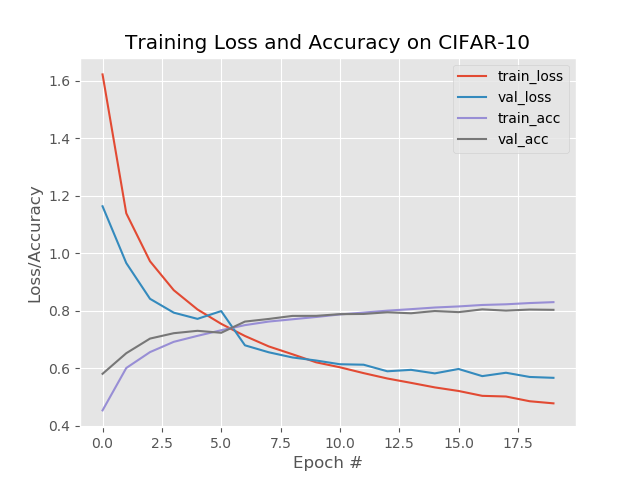 Training Loss and Accuracy on CIFAR-10
train_loss
val_loss
train_acc
val_acc
Loss/Accuracy
1.6
1.4
1.2
1.0
0.8
0.6
0.4
0.0 2.5 5.0 7.5 10.0 12.5 15.0 17.5
Epoch #